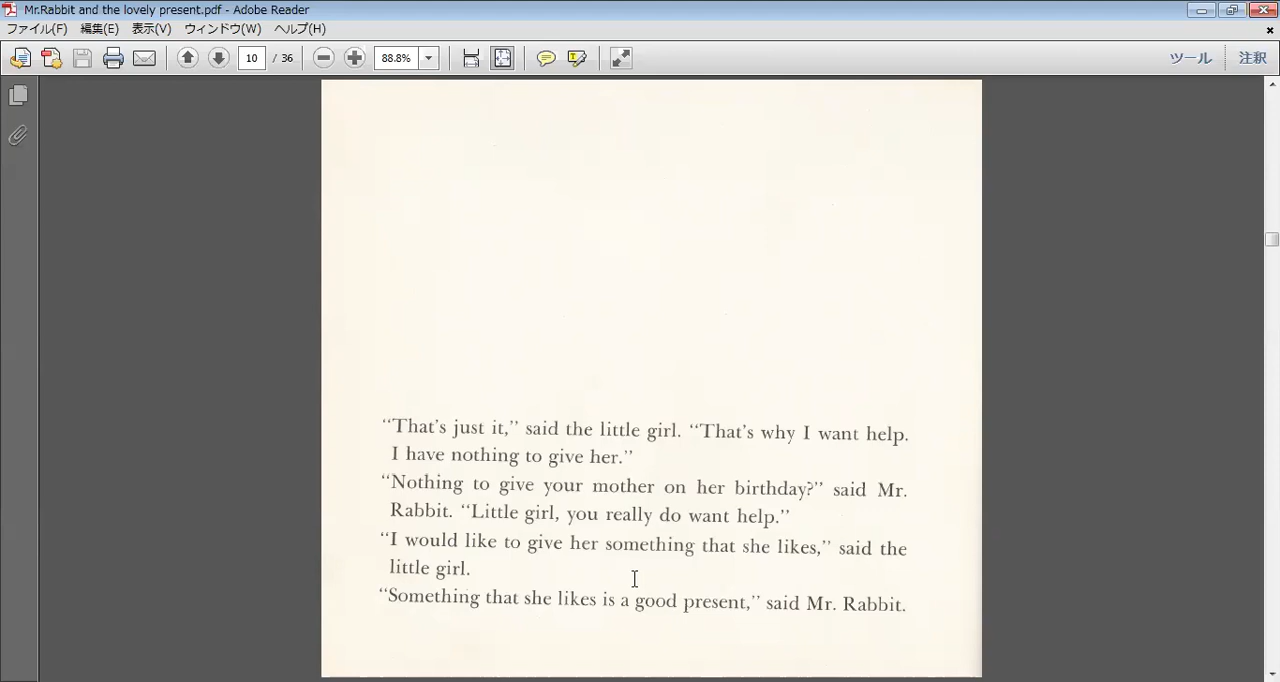 Mr.Rabbit and the lovely present.pdf - Adobe Reader
ファイル(F) 編集(E) 表示(V) ウィンドウ(W) ヘルプ(H)
10 / 36 88.8% ツール 注釈
“That’s just it,” said the little girl. “That’s why I want help.
I have nothing to give her.”
“Nothing to give your mother on her birthday?” said Mr.
Rabbit. “Little girl, you really do want help.”
“I would like to give her something that she likes,” said the
little girl.
“Something that she likes is a good present,” said Mr. Rabbit.